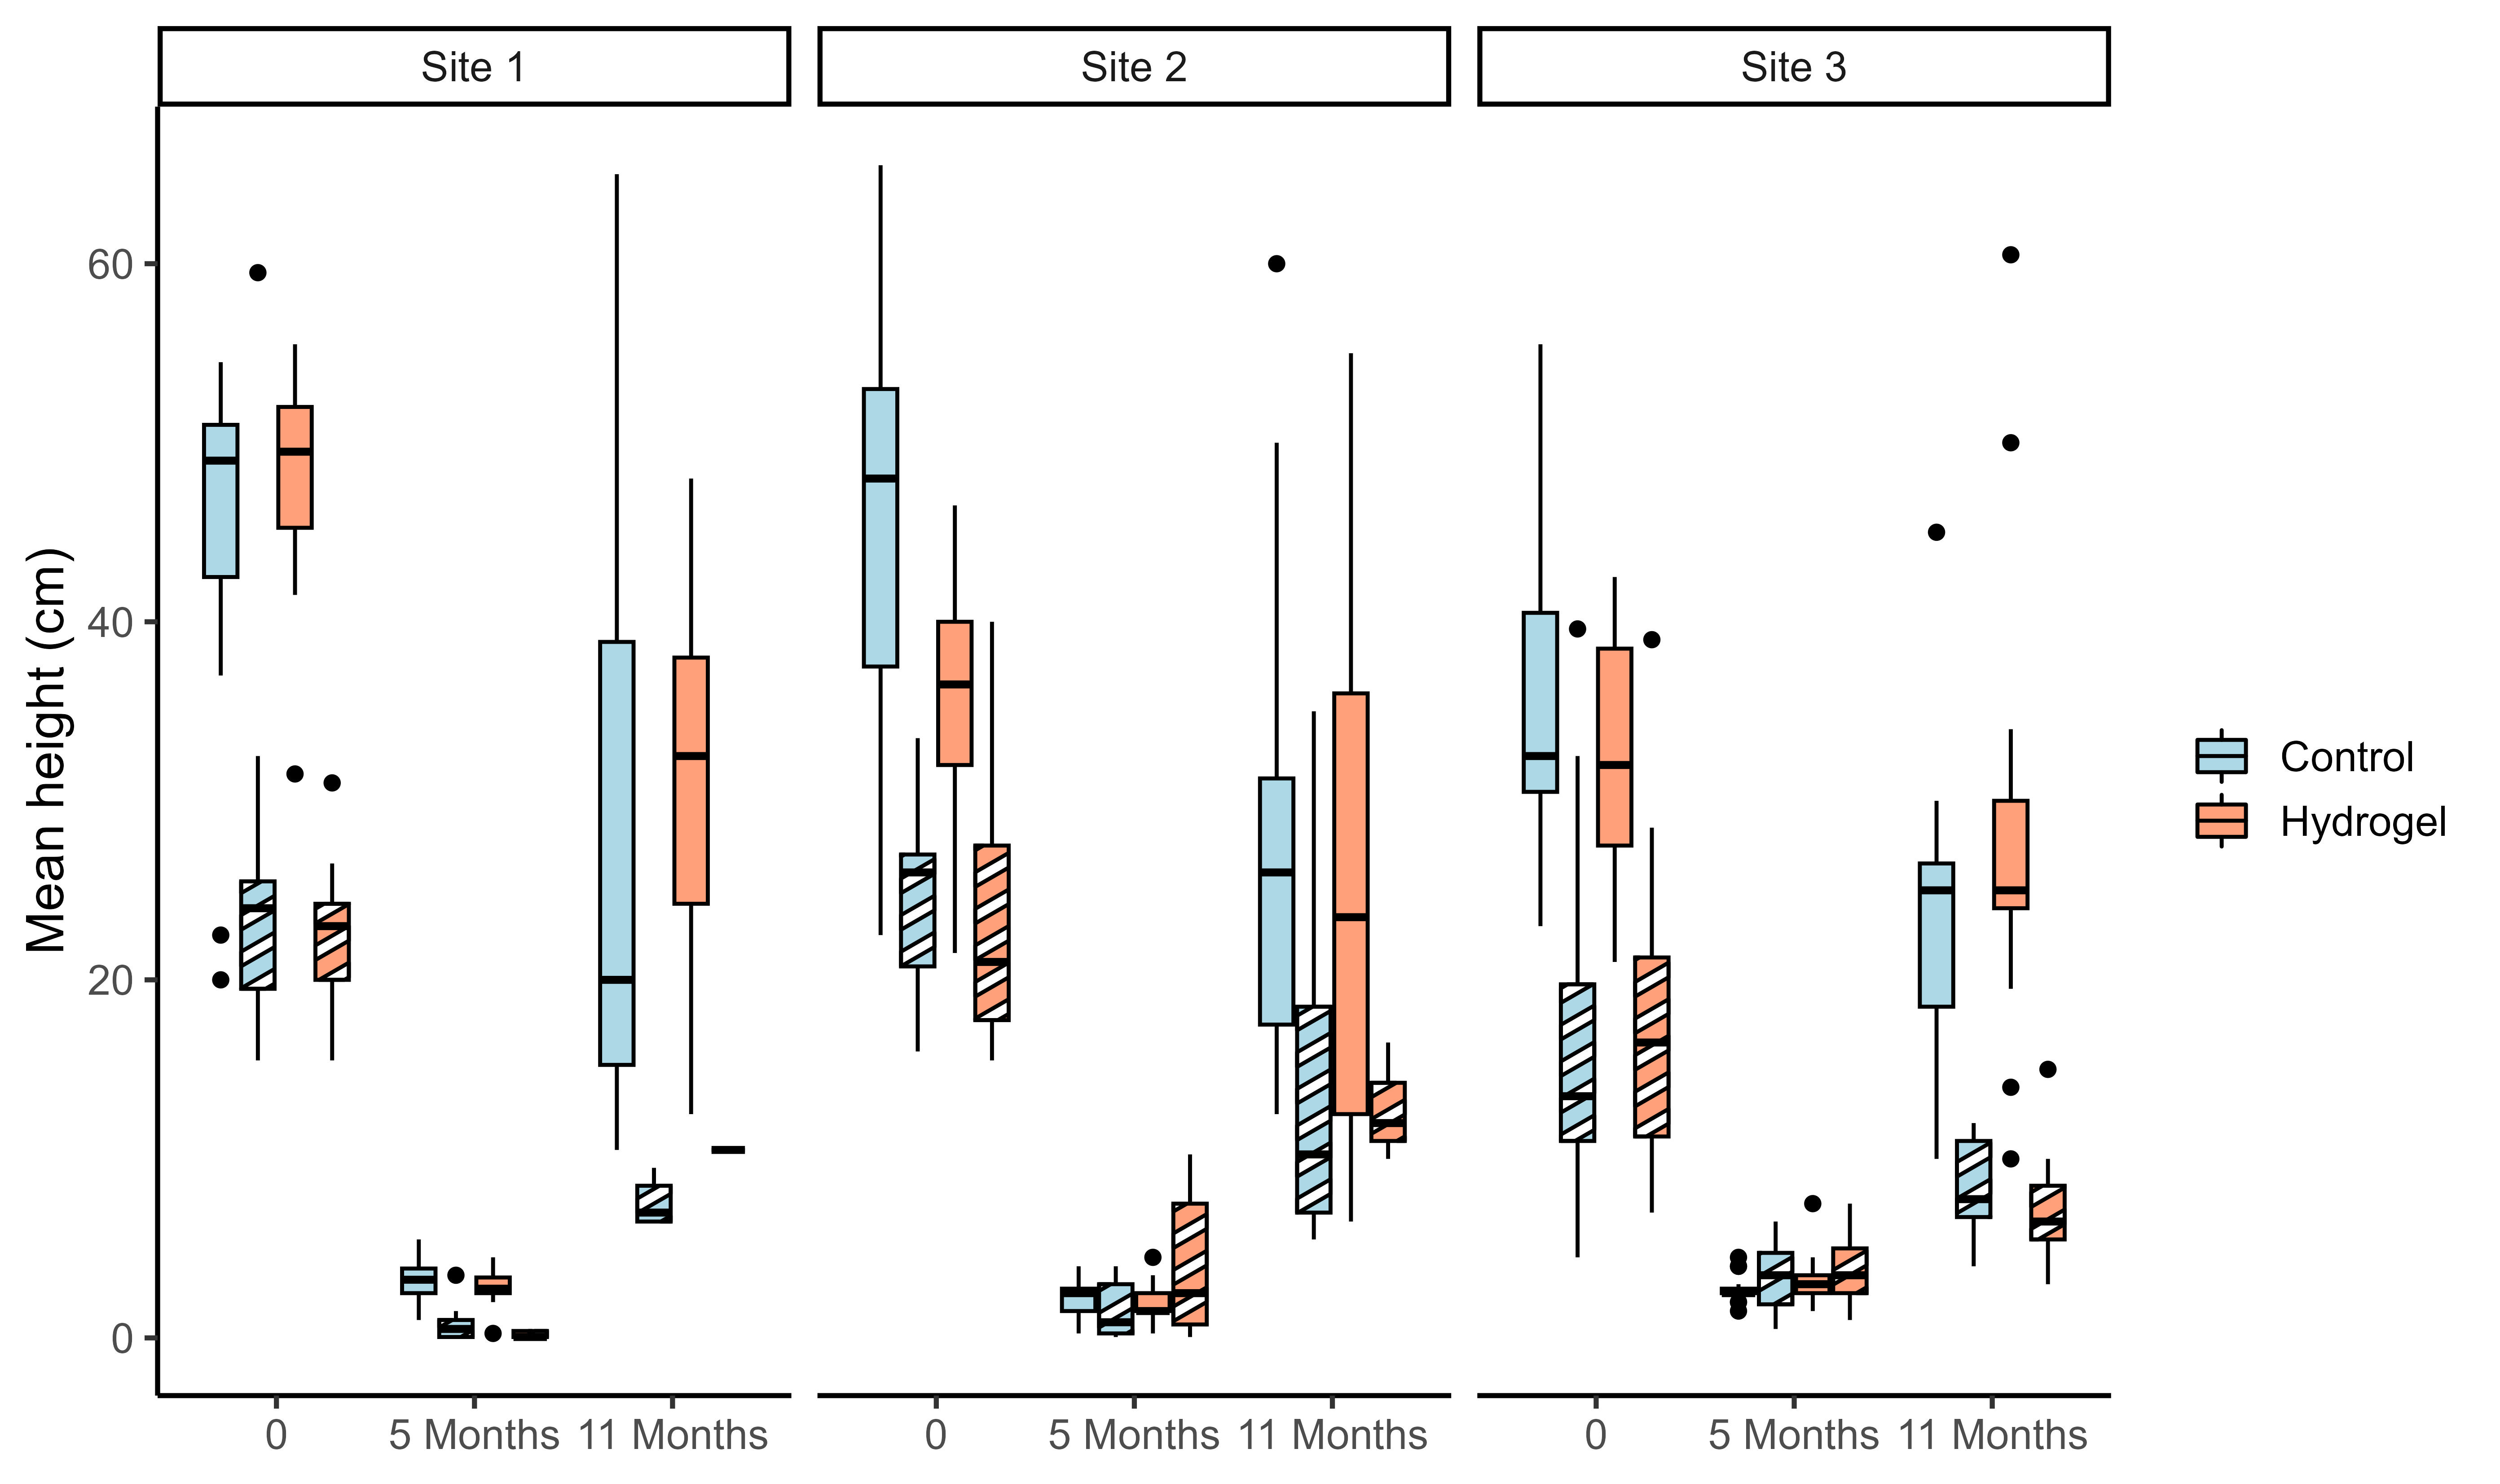 Site 1
Site 2
Site 3
Mean height (cm)
60
40
20
0
0
5 Months
11 Months
0
5 Months
11 Months
0
5 Months
11 Months
Control
Hydrogel